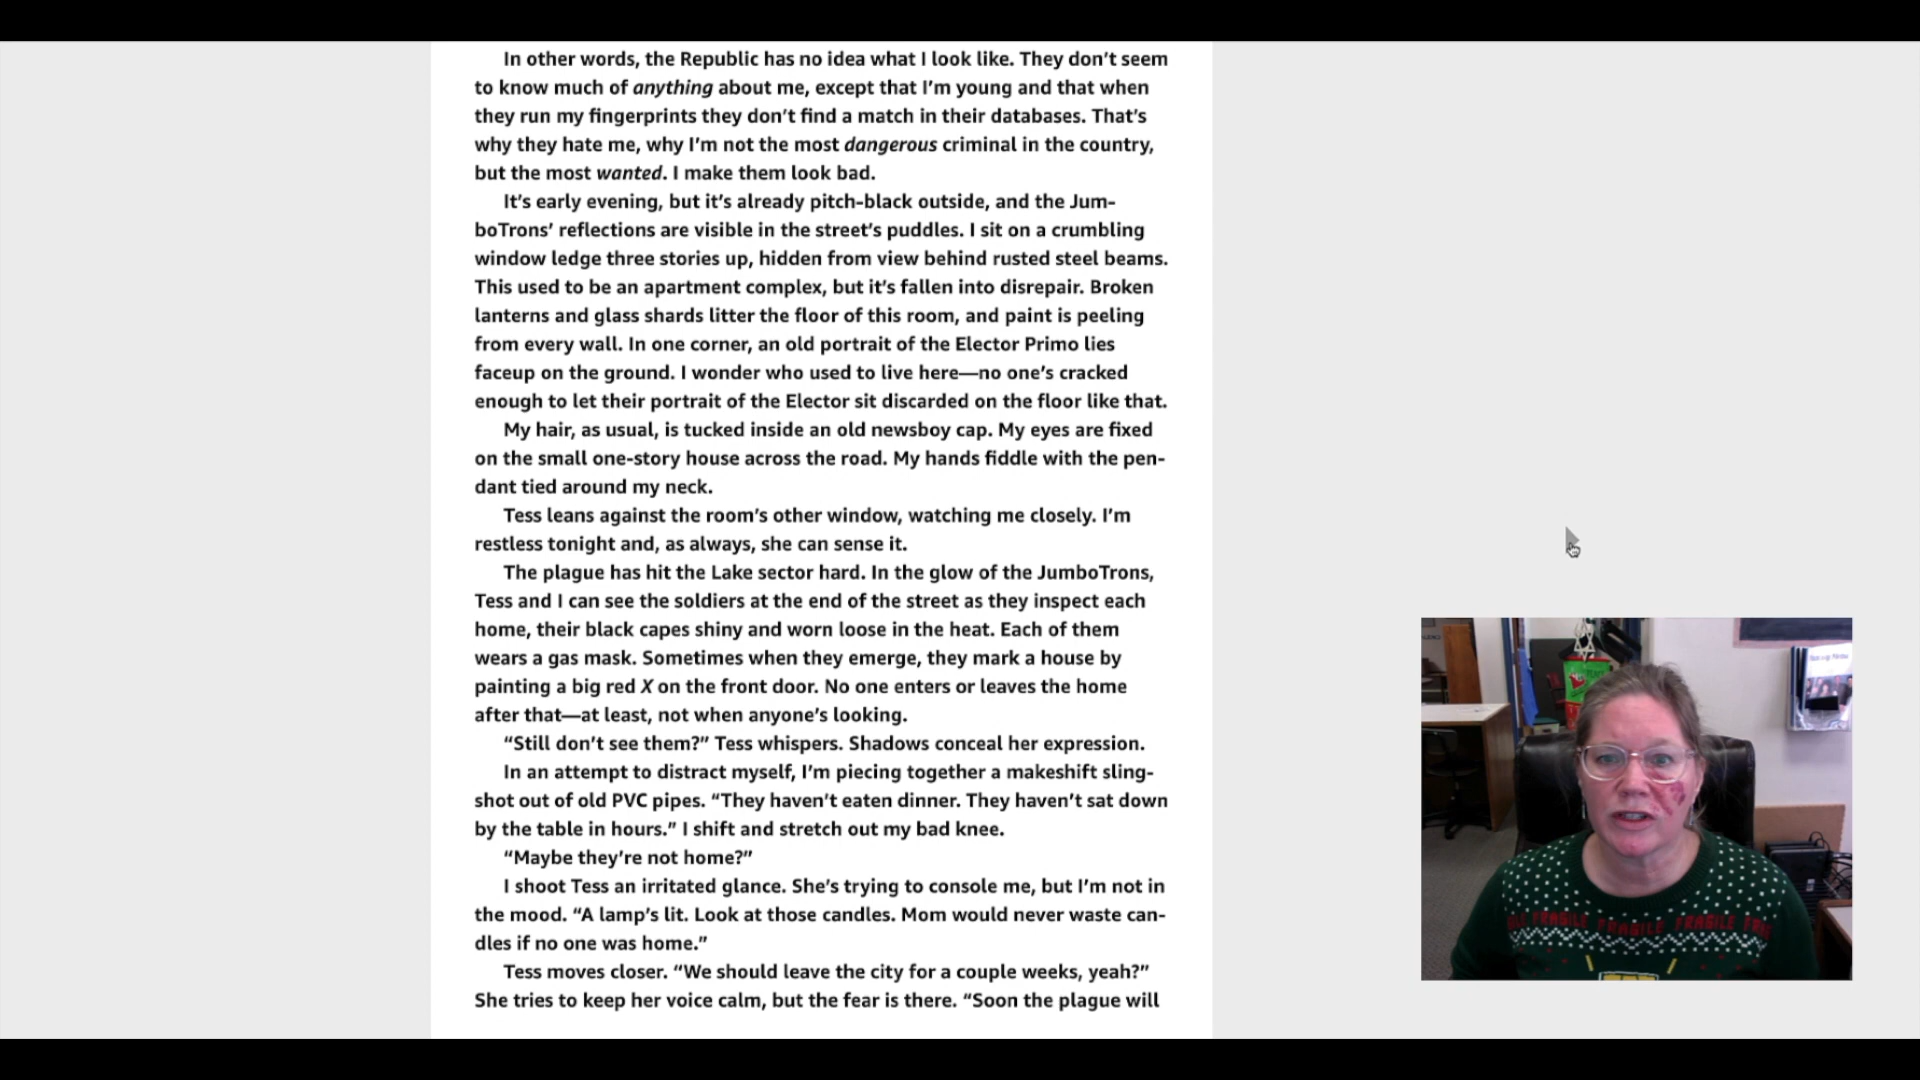 In other words, the Republic has no idea what I look like. They don’t seem
to know much of anything about me, except that I’m young and that when
they run my fingerprints they don’t find a match in their databases. That’s
why they hate me, why I’m not the most dangerous criminal in the country,
but the most wanted. I make them look bad.
It’s early evening, but it’s already pitch-black outside, and the Jum-
boTrons’ reflections are visible in the street’s puddles. I sit on a crumbling
window ledge three stories up, hidden from view behind rusted steel beams.
This used to be an apartment complex, but it’s fallen into disrepair. Broken
lanterns and glass shards litter the floor of this room, and paint is peeling
from every wall. In one corner, an old portrait of the Elector Primo lies
faceup on the ground. I wonder who used to live here—no one’s cracked
enough to let their portrait of the Elector sit discarded on the floor like that.
My hair, as usual, is tucked inside an old newsboy cap. My eyes are fixed
on the small one-story house across the road. My hands fiddle with the pen-
dant tied around my neck.
Tess leans against the room’s other window, watching me closely. I’m
restless tonight and, as always, she can sense it.
The plague has hit the Lake sector hard. In the glow of the JumboTrons,
Tess and I can see the soldiers at the end of the street as they inspect each
home, their black capes shiny and worn loose in the heat. Each of them
wears a gas mask. Sometimes when they emerge, they mark a house by
painting a big red X on the front door. No one enters or leaves the home
after that—at least, not when anyone’s looking.
“Still don’t see them?” Tess whispers. Shadows conceal her expression.
In an attempt to distract myself, I’m piecing together a makeshift sling-
shot out of old PVC pipes. “They haven’t eaten dinner. They haven’t sat down
by the table in hours.” I shift and stretch out my bad knee.
“Maybe they’re not home?”
I shoot Tess an irritated glance. She’s trying to console me, but I’m not in
the mood. “A lamp’s lit. Look at those candles. Mom would never waste can-
dles if no one was home.”
Tess moves closer. “We should leave the city for a couple weeks, yeah?”
She tries to keep her voice calm, but the fear is there. “Soon the plague will
FRAGILE FRAGILE FRAGILE